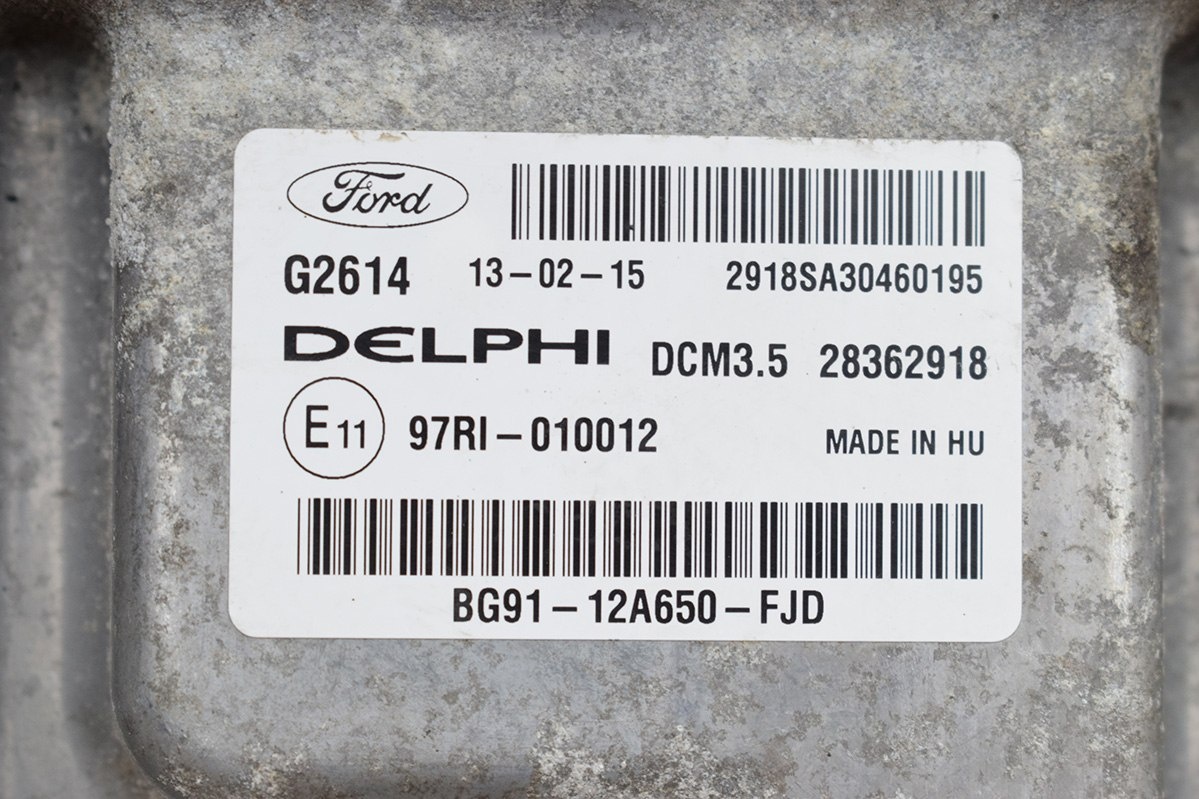 Ford
G2614 13-02-15 2918SA30460195
DELPHI DCM3.5 28362918
E11 97RI-010012 MADE IN HU
BG91-12A650-FJD